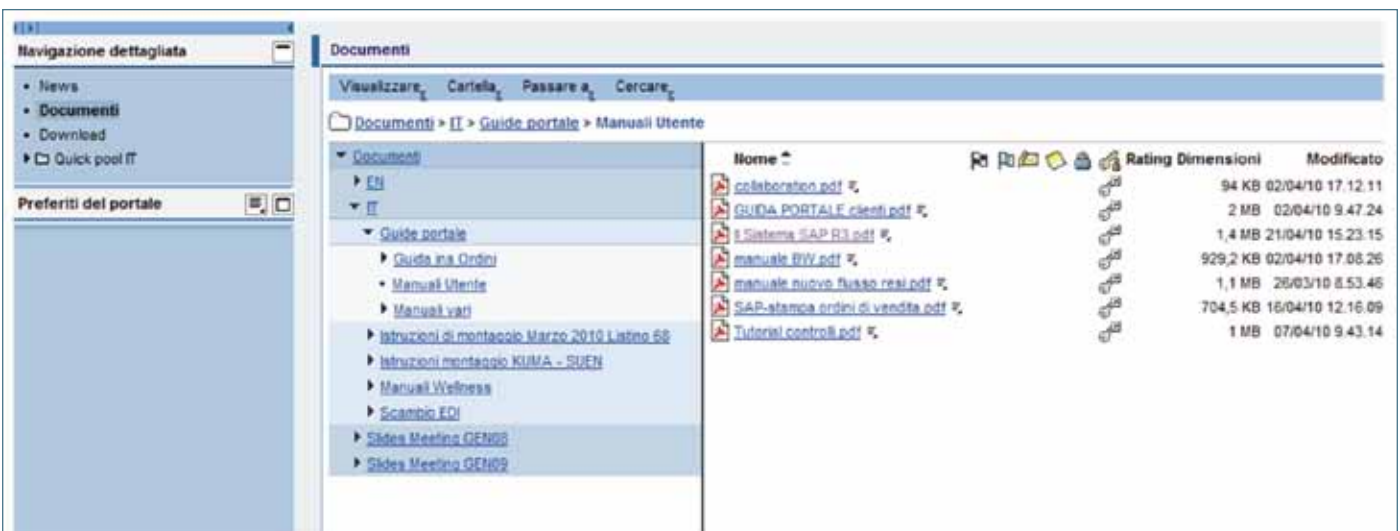 Navigazione dettagliata
• News
• Documenti
• Download
Quick pool IT
Preferiti del portale
Documenti
Visualizzare Cartella Passare a Cercare
Documenti > IT > Guide portale > Manuali Utente
Documenti
EN
IT
Guide portale
Guida ina Ordini
• Manuali Utente
Manuali vari
Istruzioni di montaggio Marzo 2010 Listino 68
Istruzioni montaggio KUMA - SUEN
Manuali Wellness
Scambio EDI
Slides Meeting GEN08
Slides Meeting GEN09
Nome Rating Dimensioni Modificato
collaboration.pdf 94 KB 02/04/10 17.12.11
GUIDA PORTALE clienti.pdf 2 MB 02/04/10 9.47.24
Sistema SAP R3.pdf 1,4 MB 21/04/10 15.23.15
manuale BW.pdf 929,2 KB 02/04/10 17.08.26
manuale nuovo flusso resi.pdf 1,1 MB 26/03/10 8.53.46
SAP-stampa ordini di vendita.pdf 704,5 KB 16/04/10 12.16.09
Tutorial controlli.pdf 1 MB 07/04/10 9.43.14